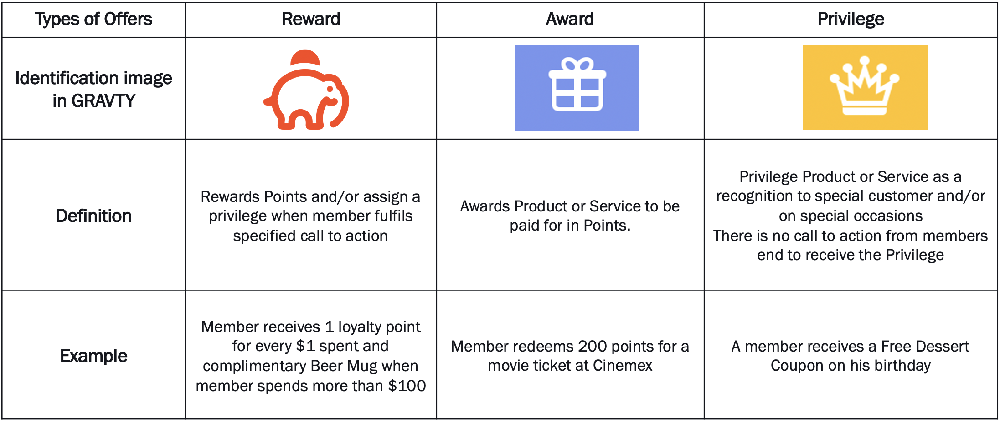 Types of Offers
Reward
Award
Privilege
Identification image
in GRAVTY
Definition
Rewards Points and/or assign a
privilege when member fulfils
specified call to action
Awards Product or Service to be
paid for in Points.
Privilege Product or Service as a
recognition to special customer and/or
on special occasions
There is no call to action from members
end to receive the Privilege
Example
Member receives 1 loyalty point
for every $1 spent and
complimentary Beer Mug when
member spends more than $100
Member redeems 200 points for a
movie ticket at Cinemex
A member receives a Free Dessert
Coupon on his birthday